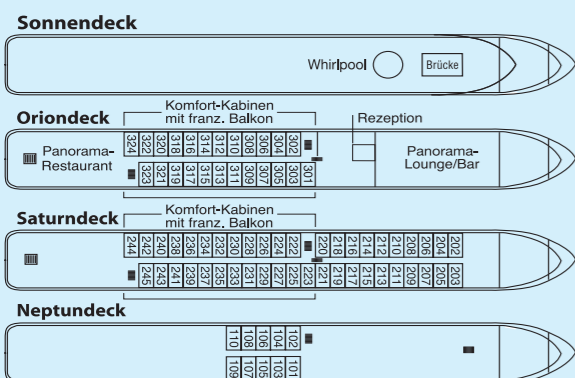 Sonnendeck
Whirlpool
Brücke
Oriondeck
Komfort-Kabinen
mit franz. Balkon
Rezeption
324 322 320 318 316 314 312 310 308 306 304 302
Panorama-
Restaurant
Panorama-
Lounge/Bar
323 321 319 317 315 313 311 309 307 305 303 301
Saturndeck
Komfort-Kabinen
mit franz. Balkon
244 242 240 238 236 234 232 230 228 226 224 222 220 218 216 214 212 210 208 206 204 202
245 243 241 239 237 235 233 231 229 227 225 223 221 219 217 215 213 211 209 207 205 203
Neptundeck
110 108 106 104 102
109 107 105 103 101